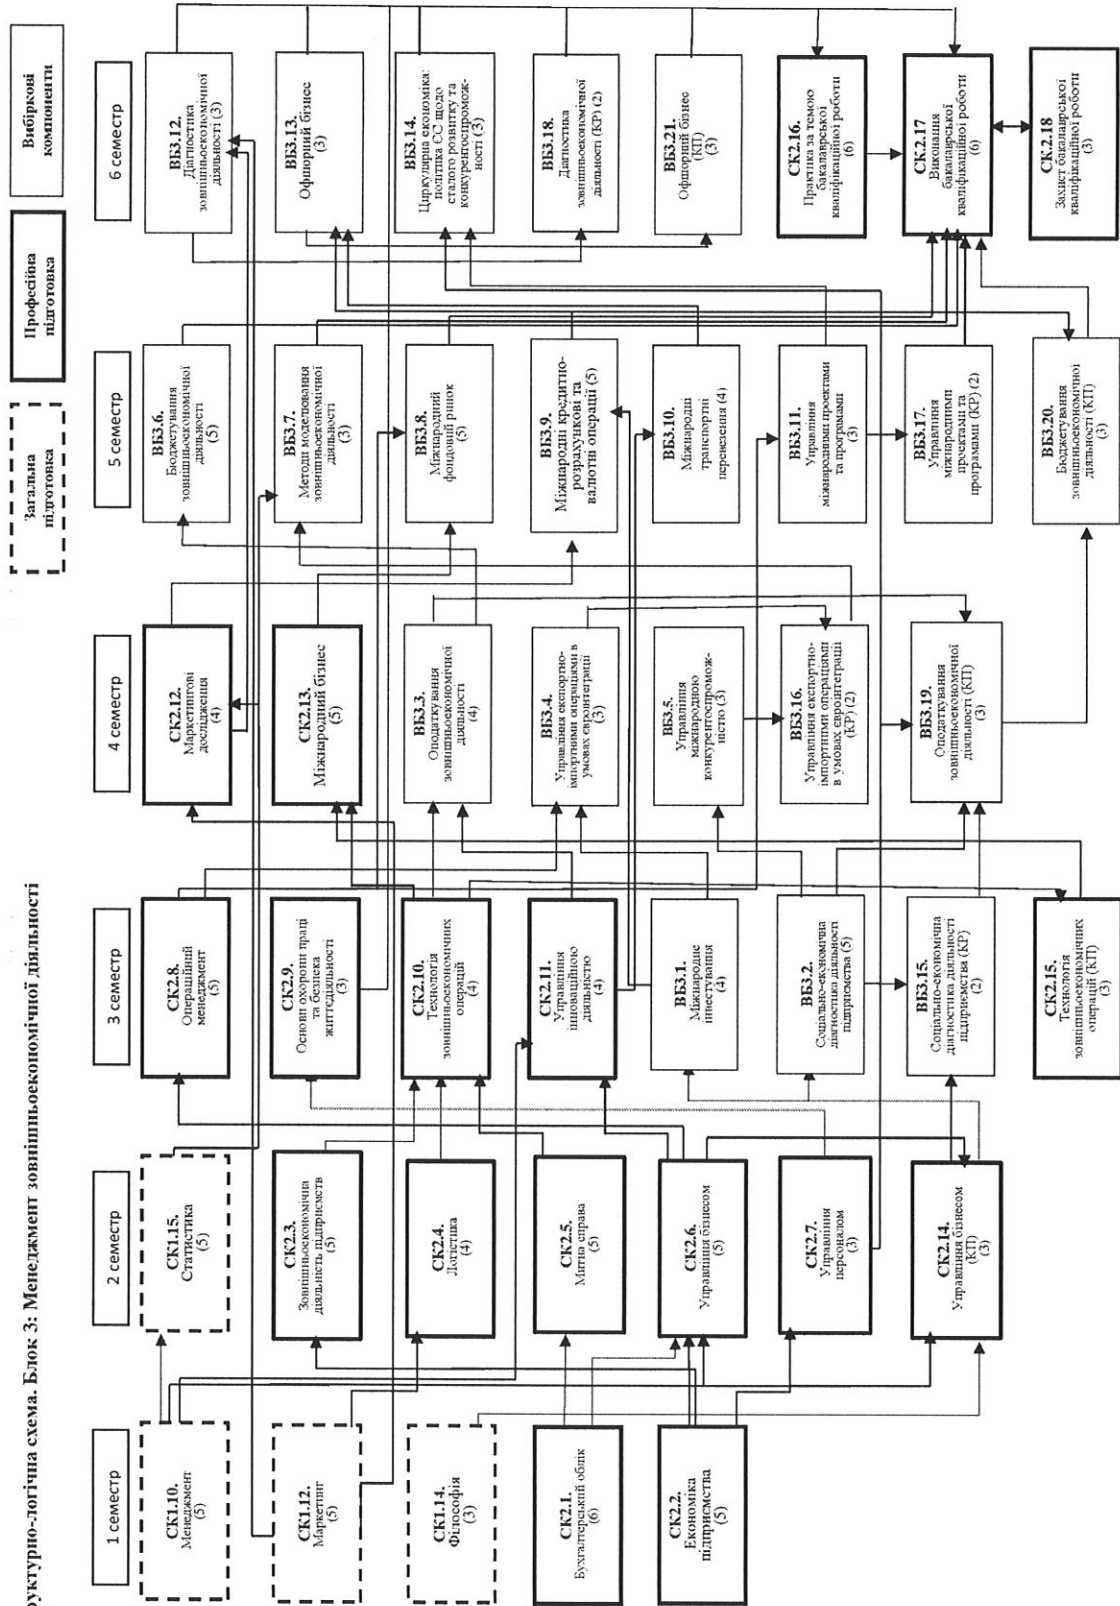 руктурно-логічна схема. Блок 3: Менеджмент зовнішньоекономічної діяльності
Загальна
підготовка
Професійна
підготовка
Вибіркові
компоненти
1 семестр
СК1.10.
Менеджмент
(5)
СК1.12.
Маркетинг
(5)
СК1.14.
Філософія
(3)
СК2.1.
Бухгалтерський облік
(6)
СК2.2.
Економіка
підприємства
(5)
2 семестр
СК1.15.
Статистика
(5)
СК2.3.
Зовнішньоекономічна
діяльність підприємств
(5)
СК2.4.
Логістика
(4)
СК2.5.
Митна справа
(5)
СК2.6.
Управління бізнесом
(5)
СК2.7.
Управління
персоналом
(3)
СК2.14.
Управління бізнесом
(КП)
(3)
3 семестр
СК2.8.
Операційний
менеджмент
(5)
СК2.9.
Основи охорони праці
та безпека
життєдіяльності
(3)
СК2.10.
Технологія
зовнішньоекономічних
операцій
(4)
СК2.11.
Управління
інноваційною
діяльністю
(4)
ВБ3.1.
Міжнародне
інвестування
(4)
ВБ3.2.
Соціально-економічна
діагностика діяльності
підприємства (5)
ВБ3.15.
Соціально-економічна
діагностика діяльності
підприємства (КР)
(2)
СК2.15.
Технологія
зовнішньоекономічних
операцій (КП)
(3)
4 семестр
СК2.12.
Маркетингові
дослідження
(4)
СК2.13.
Міжнародний бізнес
(5)
ВБ3.3.
Оподаткування
зовнішньоекономічної
діяльності
(4)
ВБ3.4.
Управління експортно-
імпортними операціями в
умовах євроінтеграції
(3)
ВБ3.5.
Управління
міжнародною
конкурентоспромож-
ністю (3)
ВБ3.16.
Управління експортно-
імпортними операціями
в умовах євроінтеграції
(КР) (2)
ВБ3.19.
Оподаткування
зовнішньоекономічної
діяльності (КП)
(3)
5 семестр
ВБ3.6.
Бюджетування
зовнішньоекономічної
діяльності
(5)
ВБ3.7.
Методи моделювання
зовнішньоекономічної
діяльності
(3)
ВБ3.8.
Міжнародний
фондовий ринок
(5)
ВБ3.9.
Міжнародні кредитно-
розрахункові та
валютні операції (5)
ВБ3.10.
Міжнародні
транспортні
перевезення (4)
ВБ3.11.
Управління
міжнародними проектами
та програмами
(3)
ВБ3.17.
Управління
міжнародними
проектами та
програмами (КР) (2)
ВБ3.20.
Бюджетування
зовнішньоекономічної
діяльності (КП)
(3)
6 семестр
ВБ3.12.
Діагностика
зовнішньоекономічної
діяльності (3)
ВБ3.13.
Офшорний бізнес
(3)
ВБ3.14.
Циркулярна економіка:
політика ЄС щодо
сталого розвитку та
конкурентоспромож-
ності (3)
ВБ3.18.
Діагностика
зовнішньоекономічної
діяльності (КР) (2)
ВБ3.21.
Офшорний бізнес
(КП)
(3)
СК2.16.
Практика за темою
бакалаврської
кваліфікаційної роботи
(6)
СК2.17
Виконання
бакалаврської
кваліфікаційної роботи
(6)
СК.2.18
Захист бакалаврської
кваліфікаційної роботи
(3)